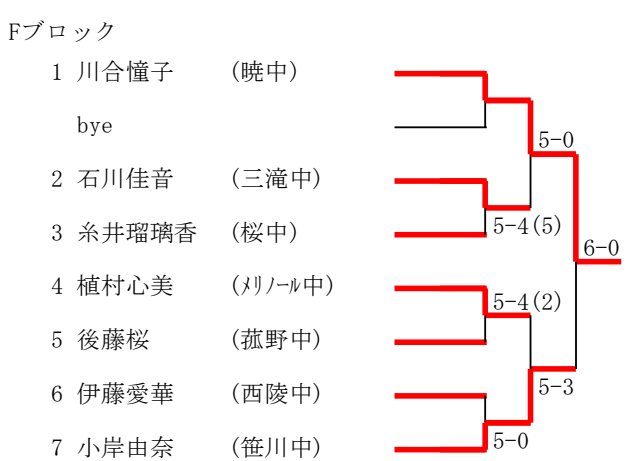 Fブロック
1 川合憧子 (暁中)
bye
5-0
2 石川佳音 (三滝中)
5-4(5)
3 糸井瑠璃香 (桜中)
6-0
4 植村心美 (ﾒﾘﾉｰﾙ中)
5-4(2)
5 後藤桜 (菰野中)
5-3
6 伊藤愛華 (西陵中)
5-0
7 小岸由奈 (笹川中)